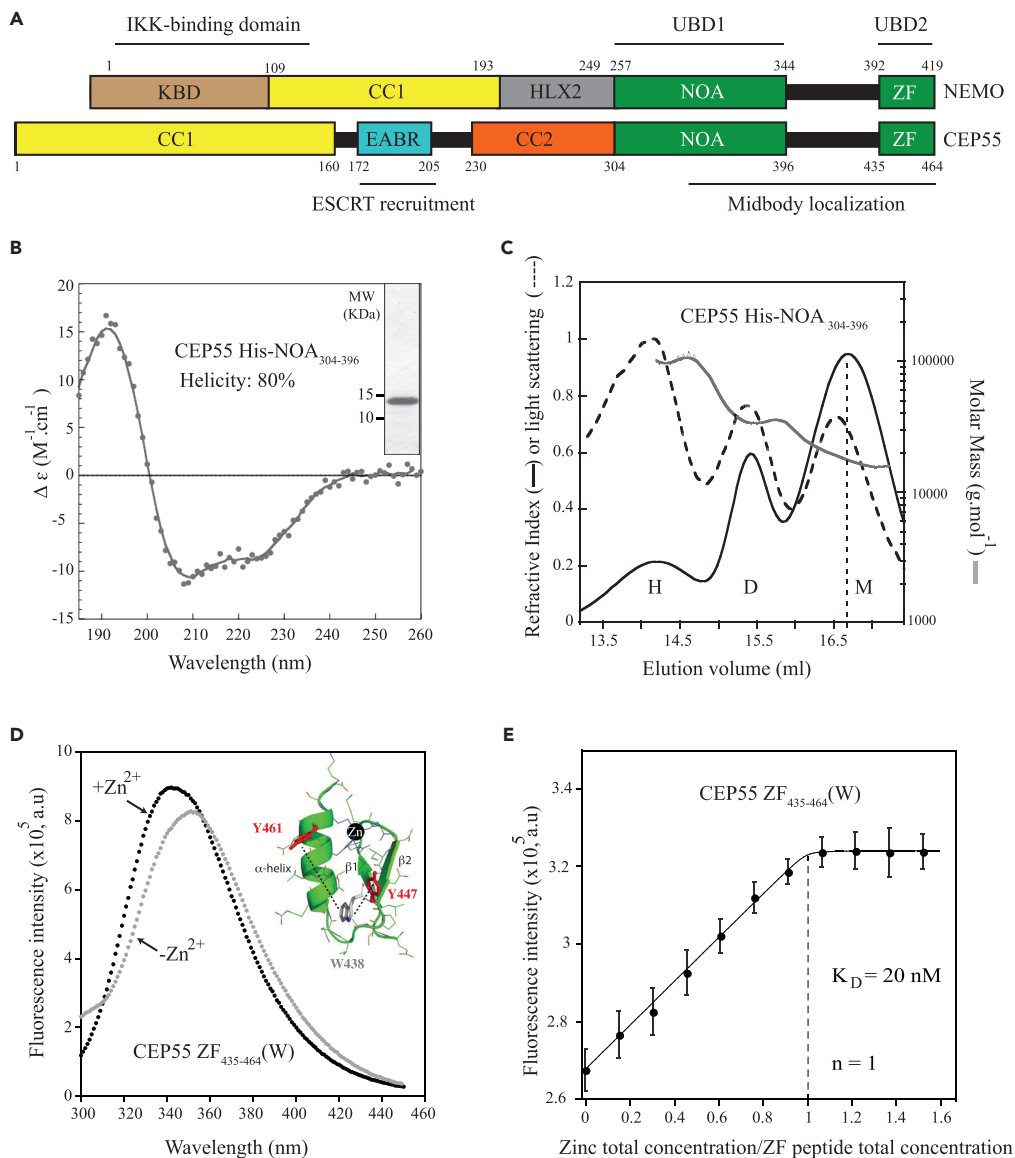 A
IKK-binding domain
UBD1
UBD2
1
109
193
249
257
344
392
419
KBD
CC1
HLX2
NOA
ZF
NEMO
CC1
EABR
CC2
NOA
ZF
CEP55
1
160
172
205
230
304
396
435
464
ESCRT recruitment
Midbody localization
B
20
15
10
5
0
-5
-10
-15
Δ ε (M⁻¹.cm⁻¹)
CEP55 His-NOA₃₀₄₋₃₉₆
Helicity: 80%
MW
(KDa)
15
10
190 200 210 220 230 240 250 260
Wavelength (nm)
C
Refractive Index (—) or light scattering (----)
1.2
1
0.8
0.6
0.4
0.2
0
CEP55 His-NOA₃₀₄₋₃₉₆
H
D
M
100000
10000
1000
Molar Mass (g.mol⁻¹)
13.5 14.5 15.5 16.5
Elution volume (ml)
D
Fluorescence intensity (x10,⁵ a.u)
10
8
6
4
2
0
+Zn²⁺
-Zn²⁺
Y461
Zn
α-helix
β1
β2
Y447
W438
CEP55 ZF₄₃₅₋₄₆₄(W)
300 320 340 360 380 400 420 440 460
Wavelength (nm)
E
Fluorescence intensity (x10,⁵ a.u)
3.4
3.2
3
2.8
2.6
CEP55 ZF₄₃₅₋₄₆₄(W)
K_D = 20 nM
n = 1
0 0.2 0.4 0.6 0.8 1 1.2 1.4 1.6
Zinc total concentration/ZF peptide total concentration